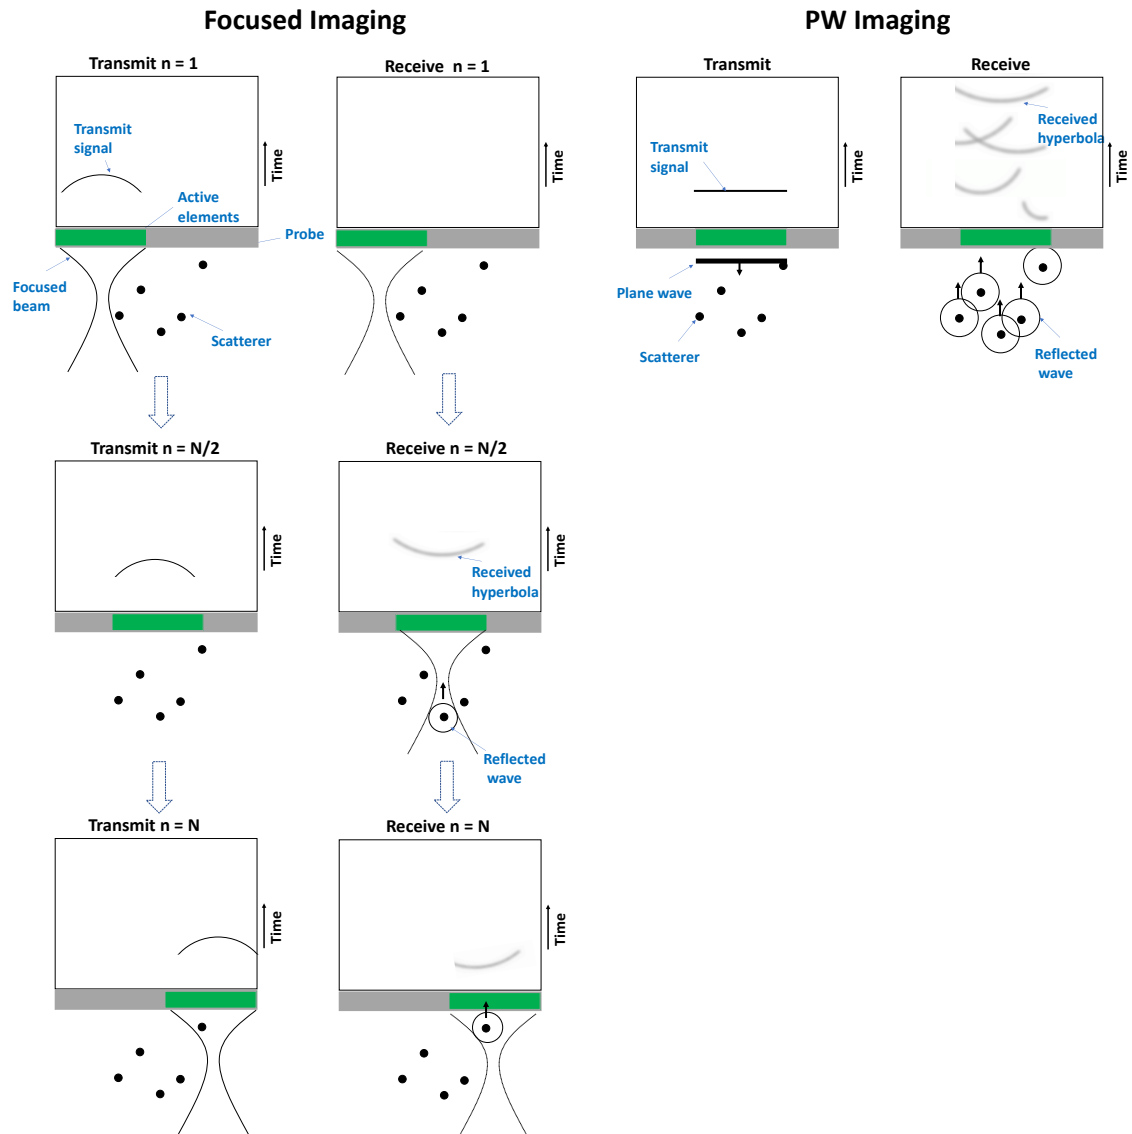 Focused Imaging
PW Imaging
Transmit n = 1
Receive  n = 1
Transmit
Receive
Transmit
signal
Time
Time
Transmit
signal
Time
Received
hyperbola
Time
Active
elements
Probe
Focused
beam
Scatterer
Plane wave
Scatterer
Reflected
wave
Transmit n = N/2
Receive n = N/2
Time
Time
Received
hyperbola
Reflected
wave
Transmit n = N
Receive n = N
Time
Time